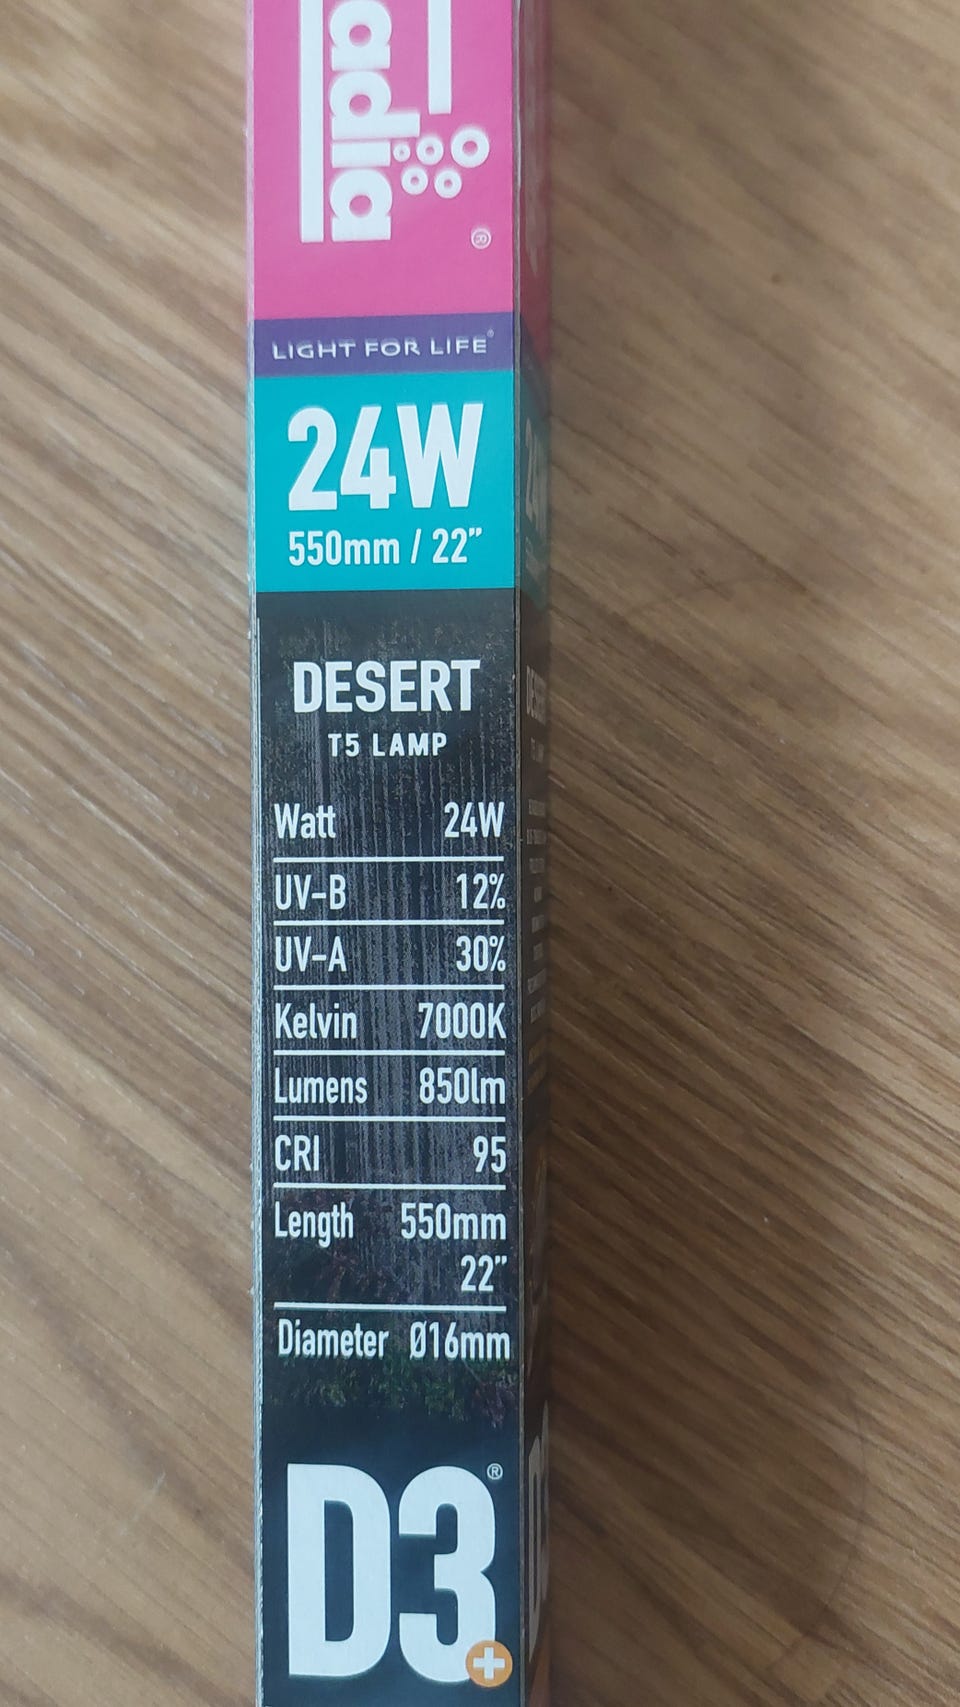 adia
®
LIGHT FOR LIFE®
24W
550mm / 22”
DESERT
T5 LAMP
Watt 24W
UV-B 12%
UV-A 30%
Kelvin 7000K
Lumens 850lm
CRI 95
Length 550mm
22”
Diameter Ø16mm
D3®+